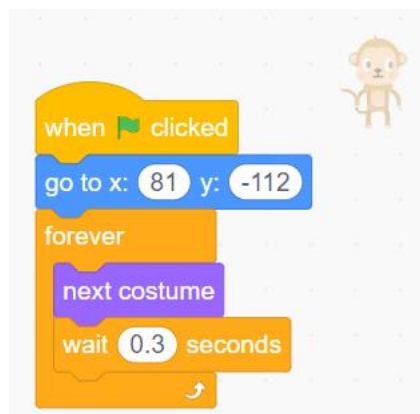 when clicked
go to x: 81 y: -112
forever
next costume
wait 0.3 seconds